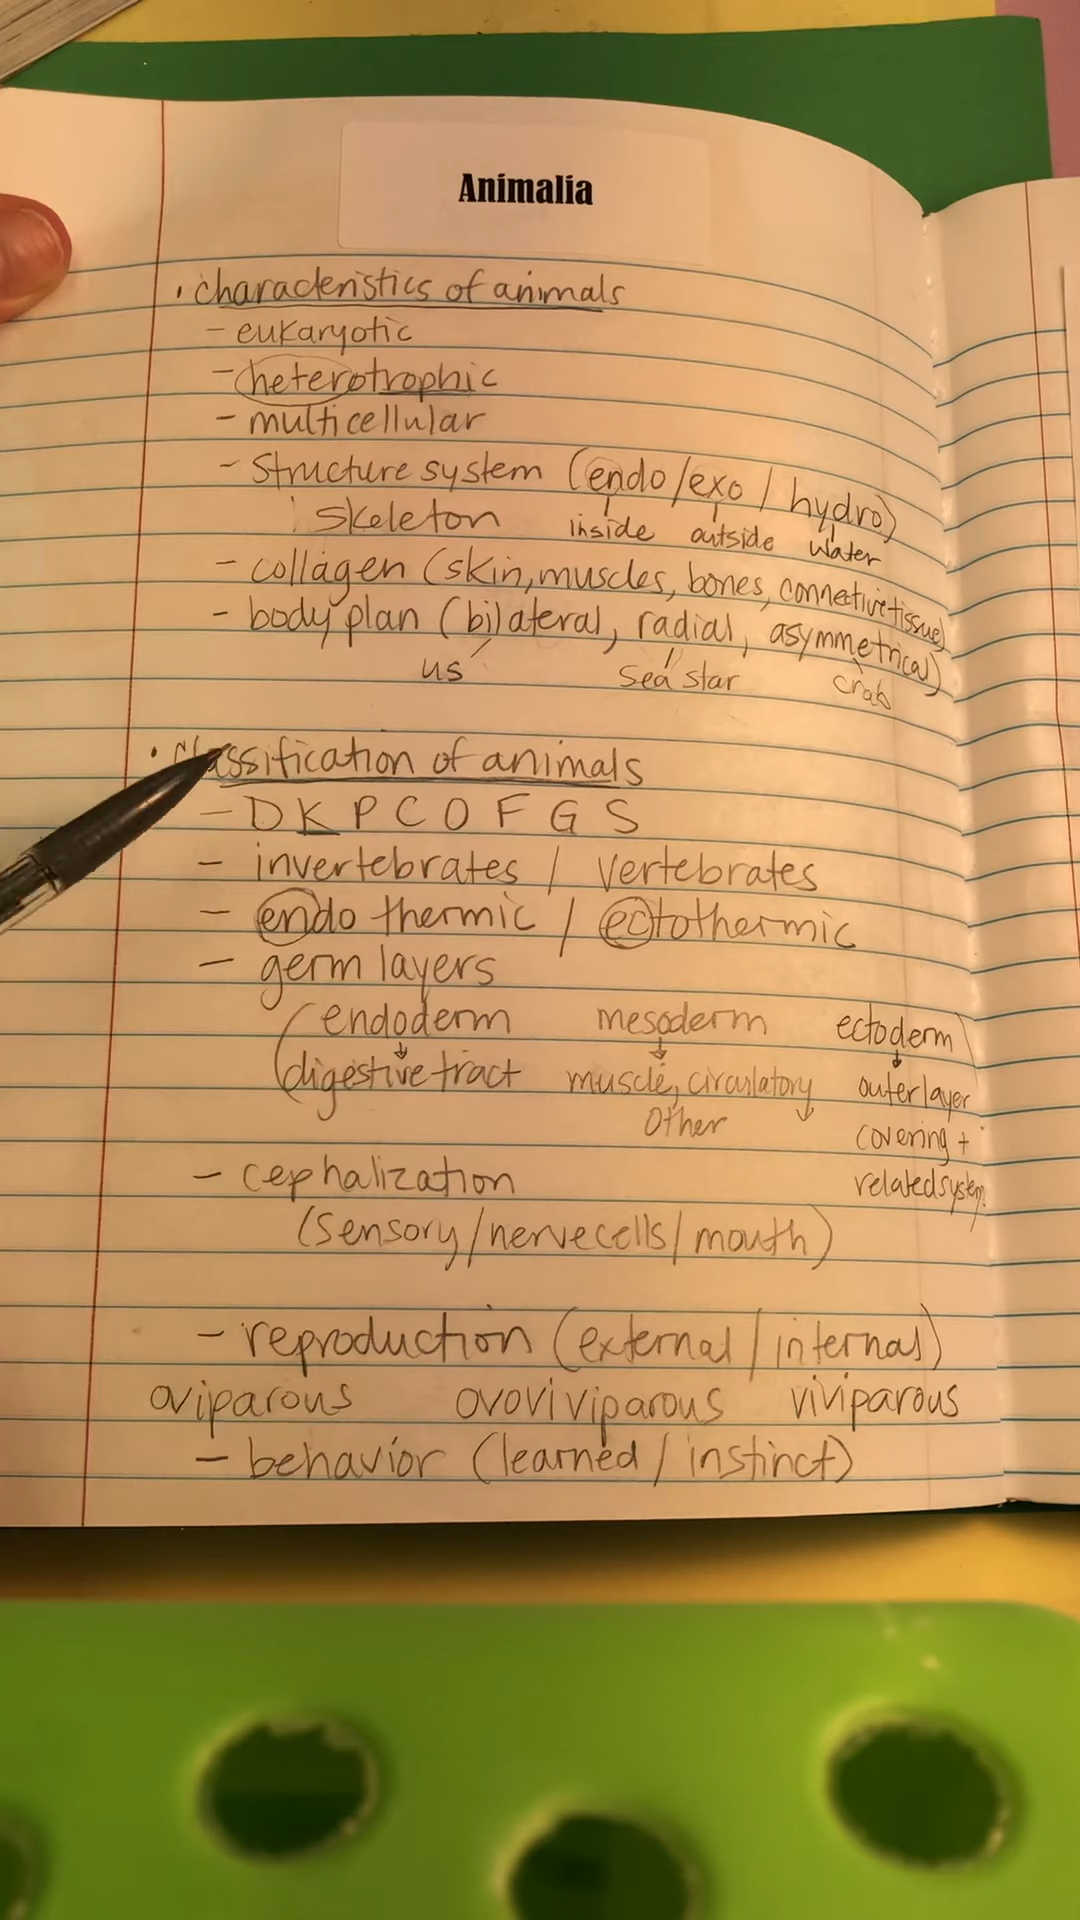 Animalia
• characteristics of animals
- eukaryotic
- heterotrophic
- multicellular
- structure system (endo/exo/hydro)
skeleton inside outside water
- collagen (skin, muscles, bones, connective tissue)
- body plan (bilateral, radial, asymmetrical)
us sea star crab
• classification of animals
- D K P C O F G S
- invertebrates / vertebrates
- endothermic / ectothermic
- germ layers
(endoderm mesoderm ectoderm)
digestive tract muscle, circulatory outer layer
other covering +
- cephalization related system
(sensory/nerve cells/mouth)
- reproduction (external/internal)
oviparous ovoviviparous viviparous
- behavior (learned/instinct)